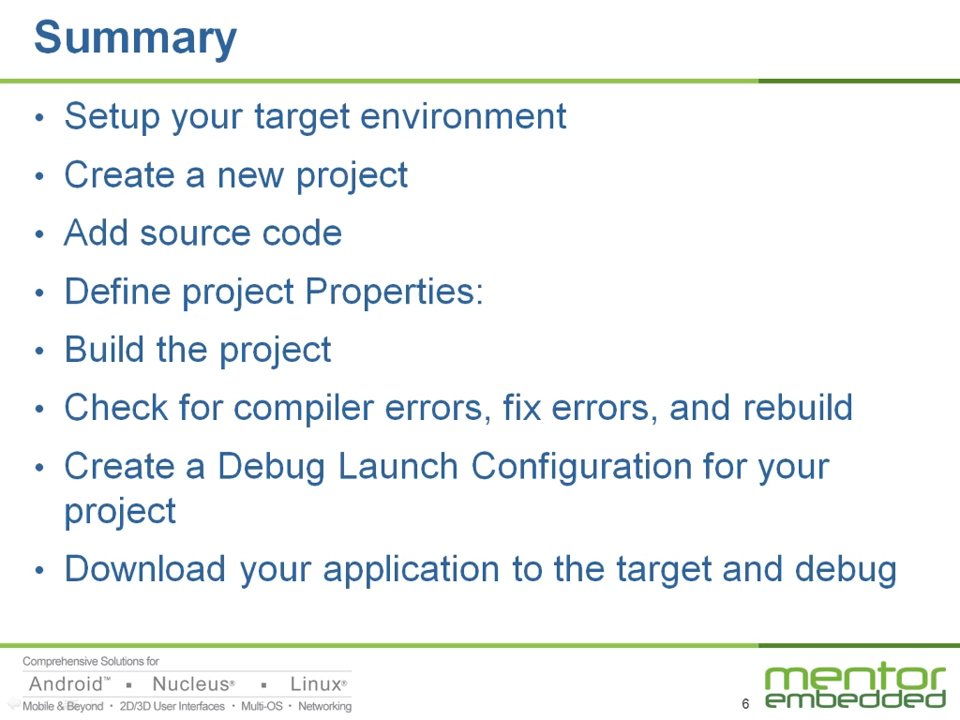 Summary
• Setup your target environment
• Create a new project
• Add source code
• Define project Properties:
• Build the project
• Check for compiler errors, fix errors, and rebuild
• Create a Debug Launch Configuration for your
project
• Download your application to the target and debug
Comprehensive Solutions for
Android™ ▪ Nucleus® ▪ Linux®
Mobile & Beyond · 2D/3D User Interfaces · Multi-OS · Networking
6
mentor
embedded